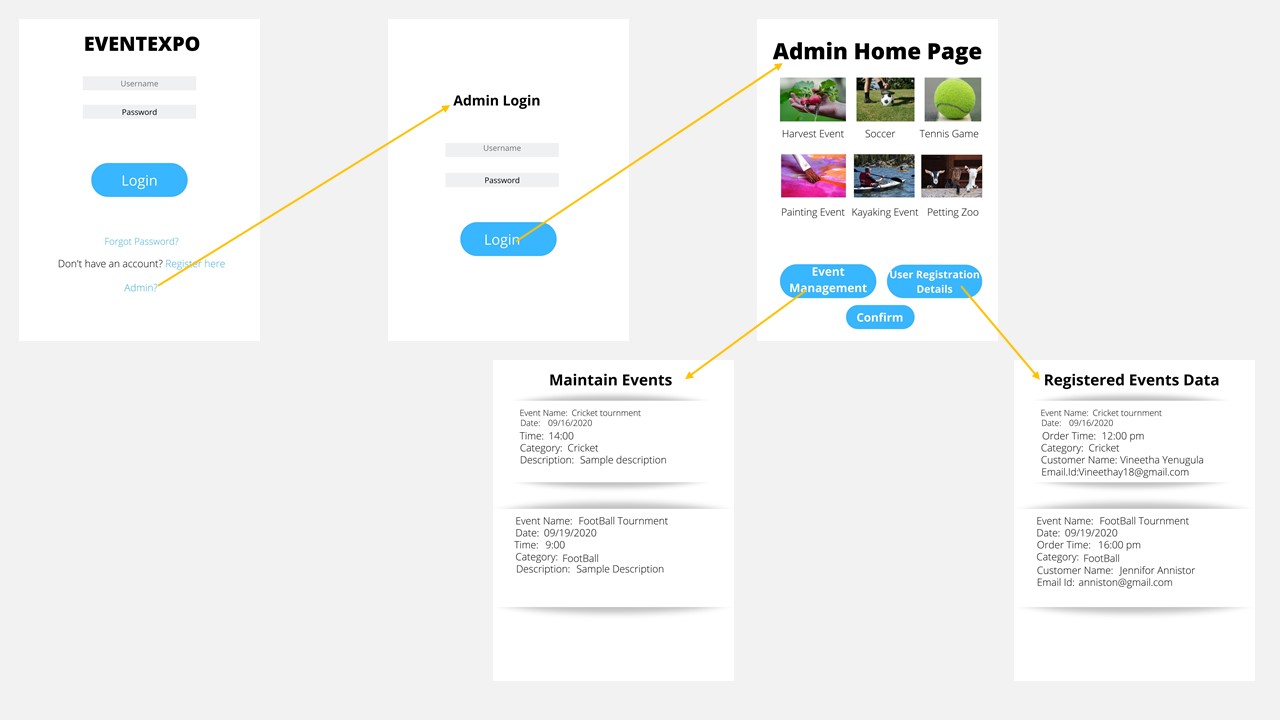 EVENTEXPO
Username
Password
Login
Forgot Password?
Don't have an account? Register here
Admin?
Admin Login
Username
Password
Login
Admin Home Page
Harvest Event
Soccer
Tennis Game
Painting Event
Kayaking Event
Petting Zoo
Event
Management
User Registration
Details
Confirm
Maintain Events
Event Name: Cricket tournment
Date: 09/16/2020
Time: 14:00
Category: Cricket
Description: Sample description
Event Name: FootBall Tournment
Date: 09/19/2020
Time: 9:00
Category: FootBall
Description: Sample Description
Registered Events Data
Event Name: Cricket tournment
Date: 09/16/2020
Order Time: 12:00 pm
Category: Cricket
Customer Name: Vineetha Yenugula
Email.Id:Vineethay18@gmail.com
Event Name: FootBall Tournment
Date: 09/19/2020
Order Time: 16:00 pm
Category: FootBall
Customer Name: Jennifor Annistor
Email Id: anniston@gmail.com